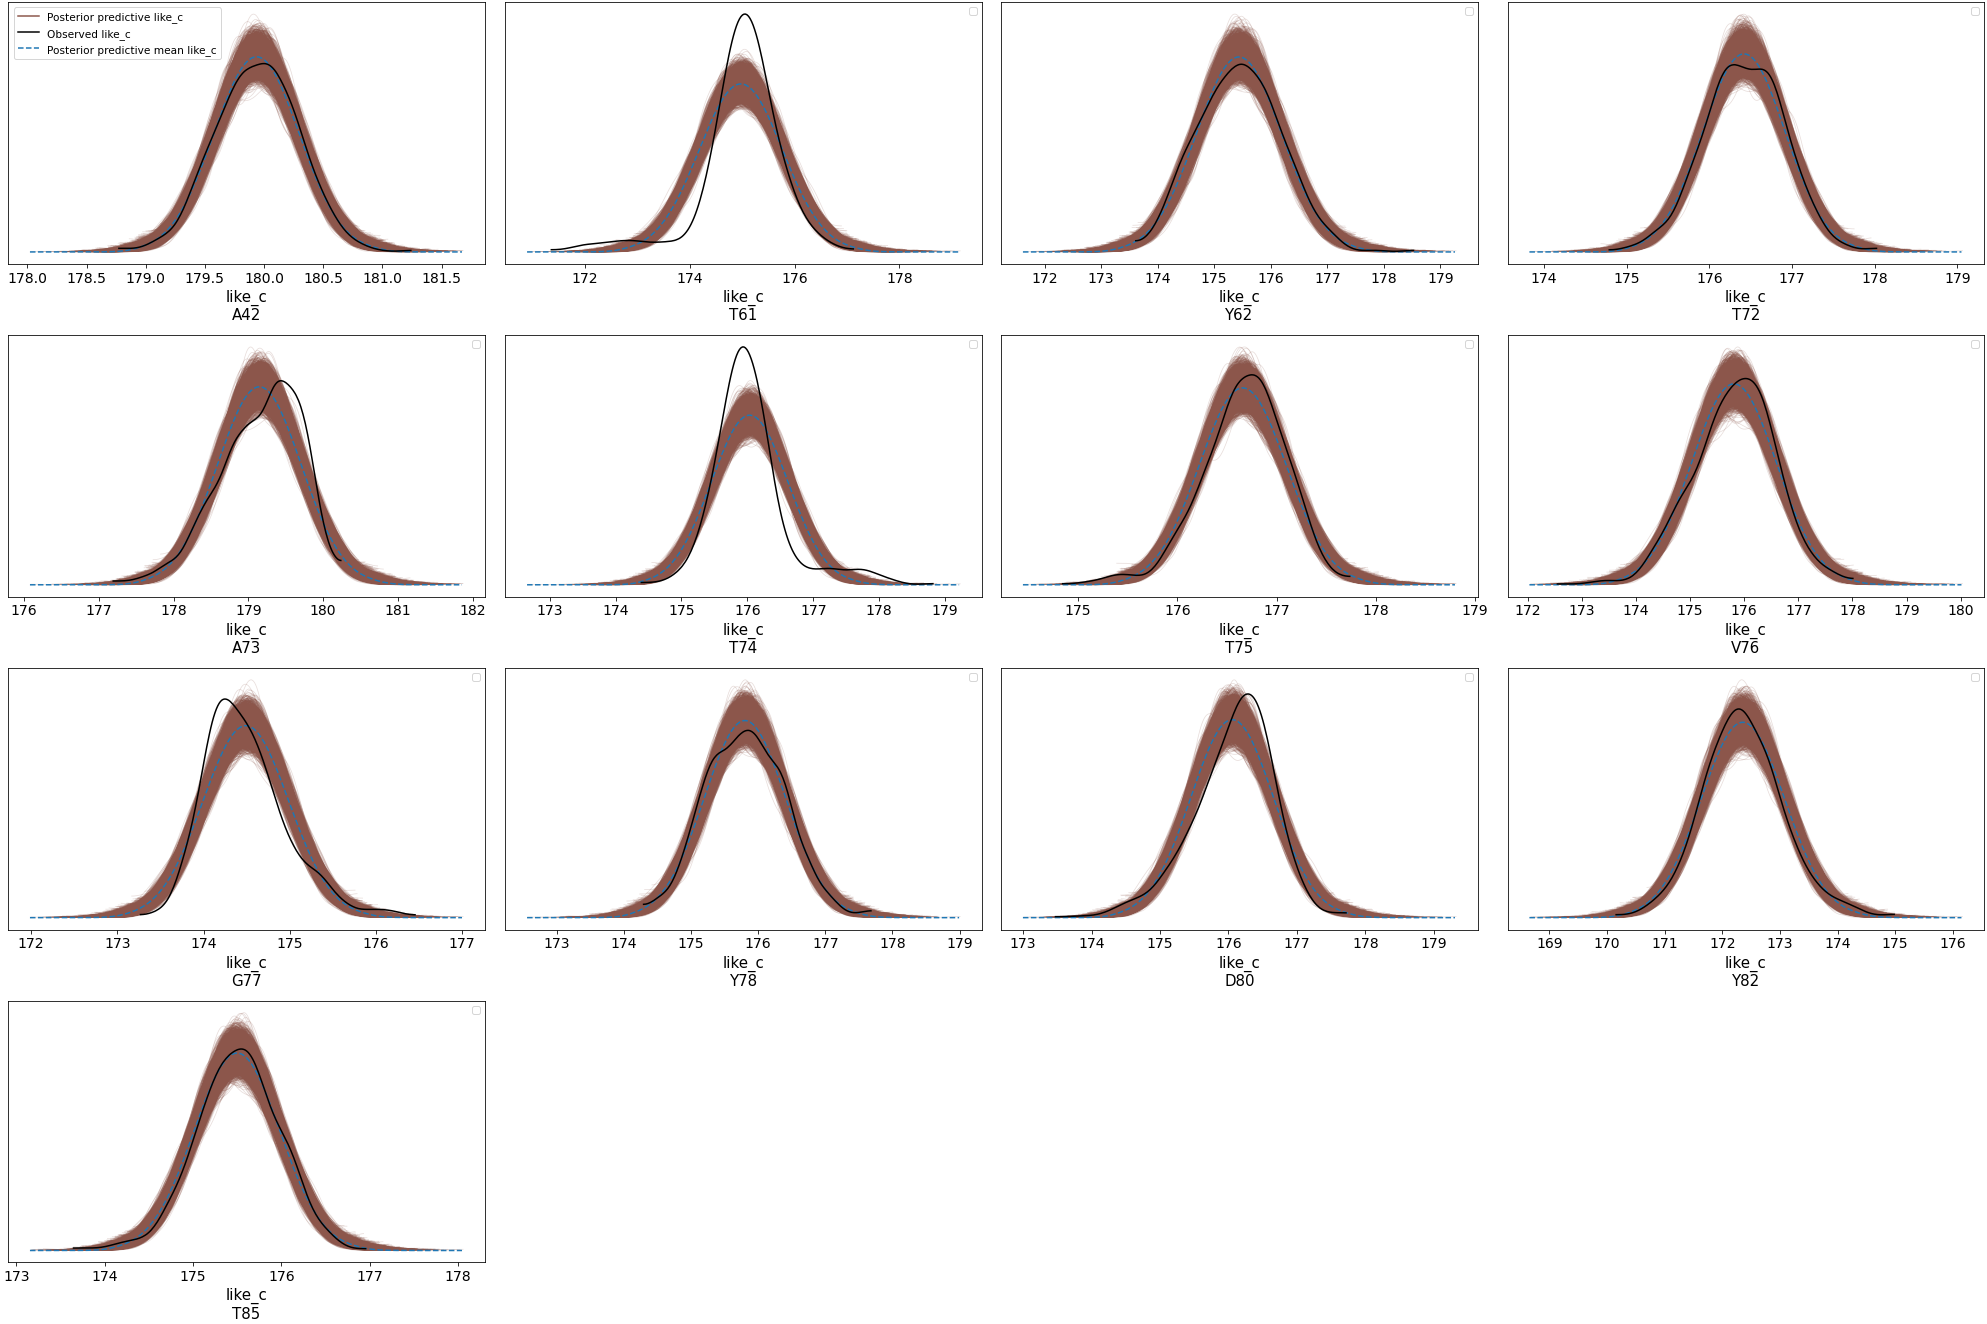 Posterior predictive like_c
Observed like_c
Posterior predictive mean like_c
178.0 178.5 179.0 179.5 180.0 180.5 181.0 181.5
like_c
A42
172 174 176 178
like_c
T61
172 173 174 175 176 177 178 179
like_c
Y62
174 175 176 177 178 179
like_c
T72
176 177 178 179 180 181 182
like_c
A73
173 174 175 176 177 178 179
like_c
T74
175 176 177 178 179
like_c
T75
172 173 174 175 176 177 178 179 180
like_c
V76
172 173 174 175 176 177
like_c
G77
173 174 175 176 177 178 179
like_c
Y78
173 174 175 176 177 178 179
like_c
D80
169 170 171 172 173 174 175 176
like_c
Y82
173 174 175 176 177 178
like_c
T85